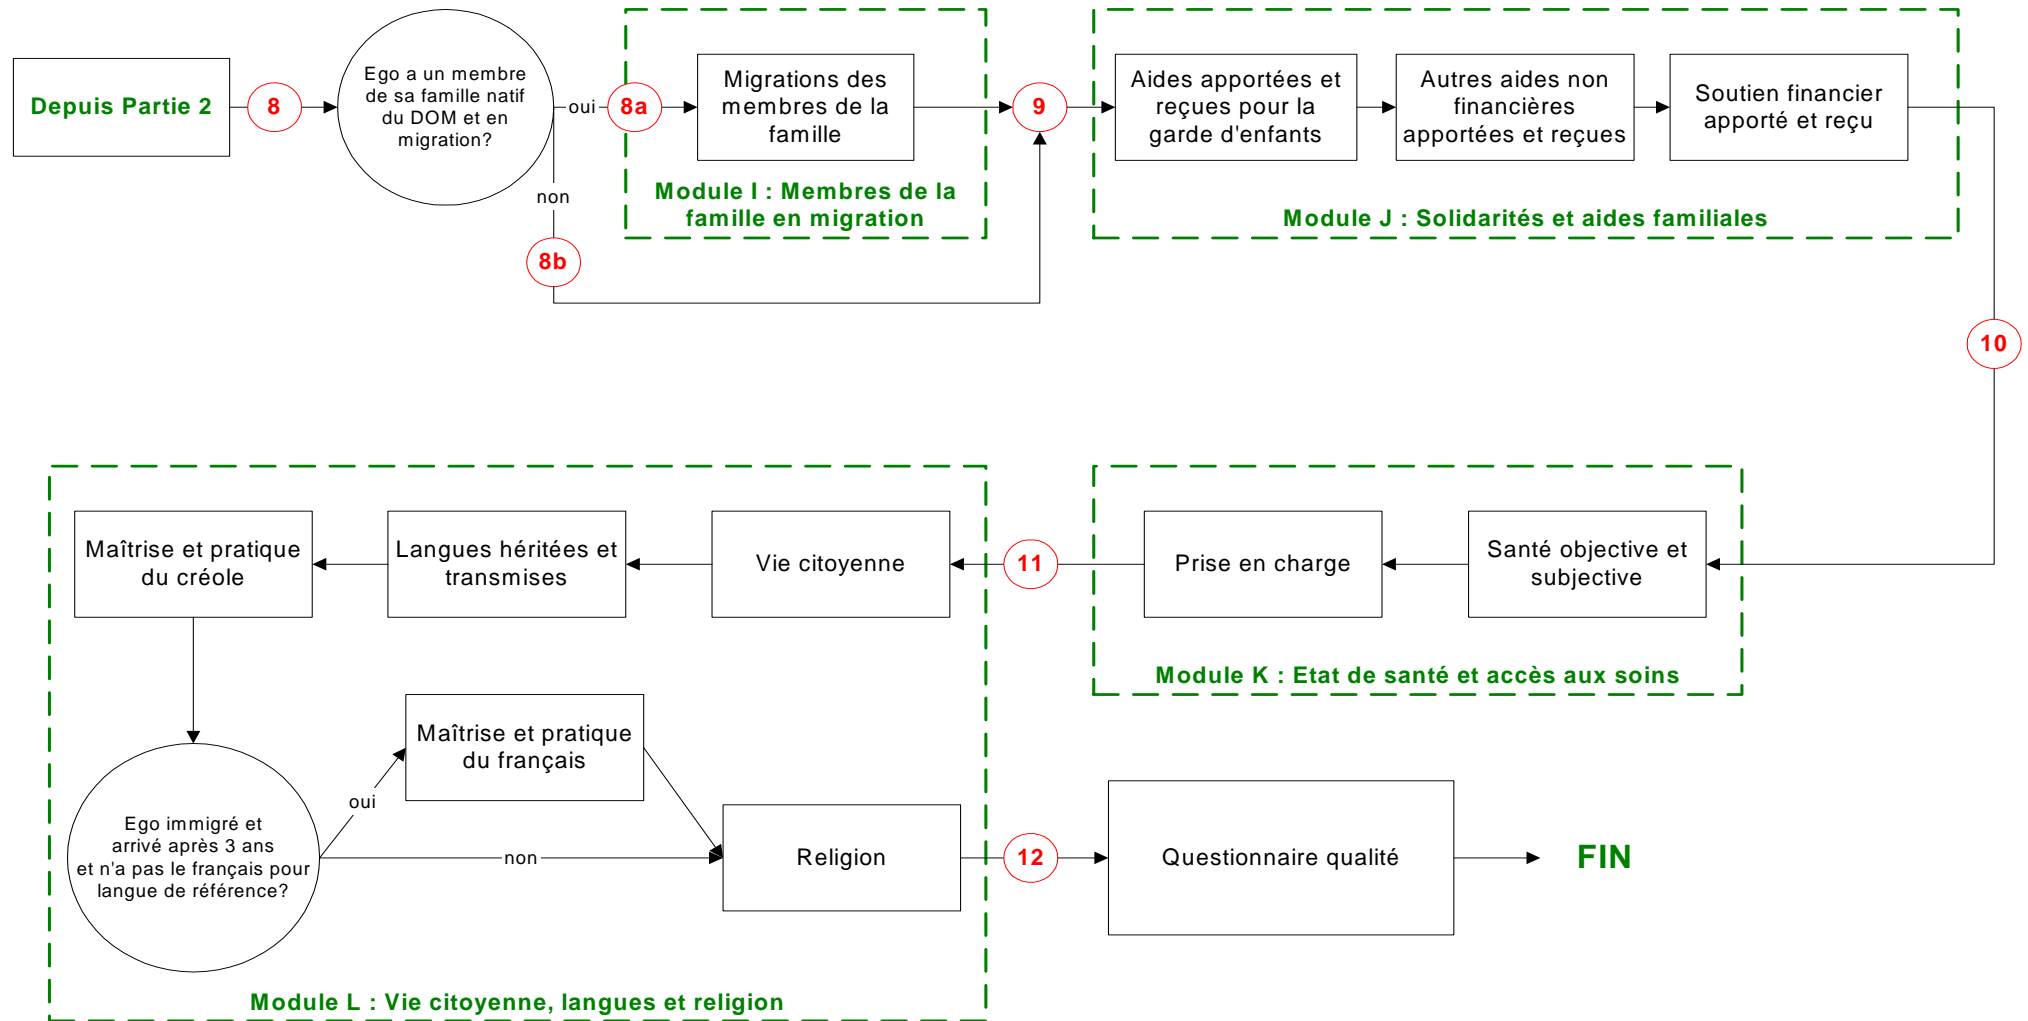 Depuis Partie 2
8
Ego a un membre
de sa famille natif
du DOM et en
migration?
oui
8a
non
8b
Migrations des
membres de la
famille
Module I : Membres de la
famille en migration
9
Aides apportées et
reçues pour la
garde d'enfants
Autres aides non
financières
apportées et reçues
Soutien financier
apporté et reçu
Module J : Solidarités et aides familiales
10
Santé objective et
subjective
Prise en charge
Module K : Etat de santé et accès aux soins
11
Vie citoyenne
Langues héritées et
transmises
Maîtrise et pratique
du créole
Ego immigré et
arrivé après 3 ans
et n'a pas le français pour
langue de référence?
oui
Maîtrise et pratique
du français
non
Religion
Module L : Vie citoyenne, langues et religion
12
Questionnaire qualité
FIN